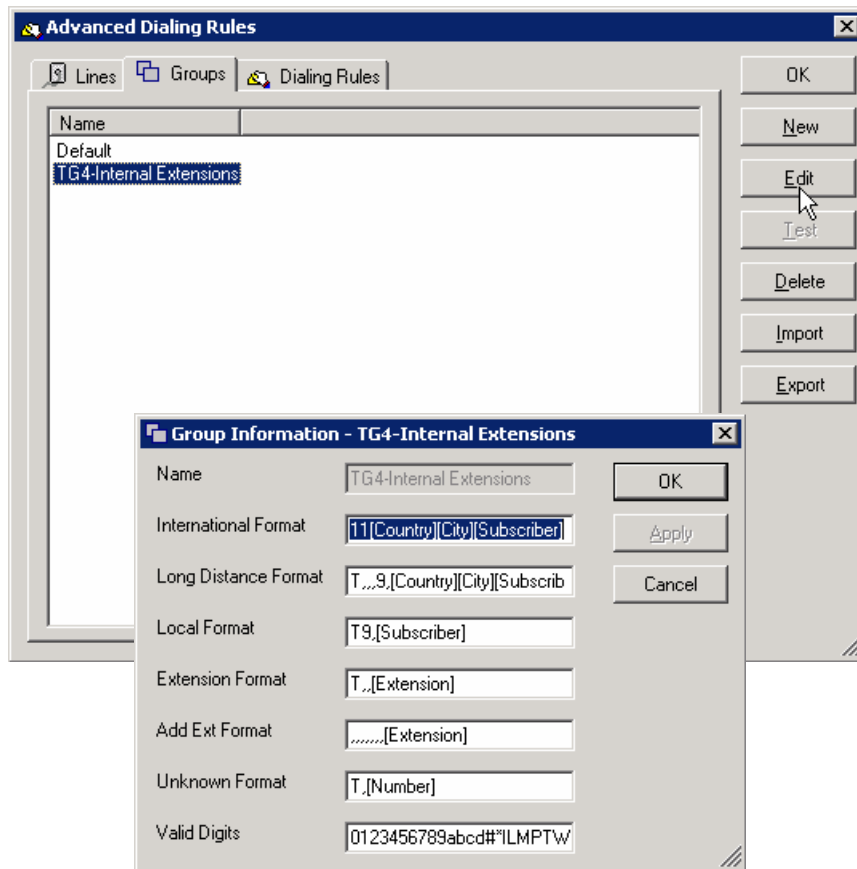 Advanced Dialing Rules
Lines Groups Dialing Rules
OK
New
Edit
Test
Delete
Import
Export
Name
Default
TG4-Internal Extensions
Group Information - TG4-Internal Extensions
Name TG4-Internal Extensions
International Format 11[Country][City][Subscriber]
Long Distance Format T,,,9,[Country][City][Subscrib
Local Format T9,[Subscriber]
Extension Format T,,[Extension]
Add Ext Format ,,,,,,,[Extension]
Unknown Format T,[Number]
Valid Digits 0123456789abcd#*!LMPTW
OK
Apply
Cancel